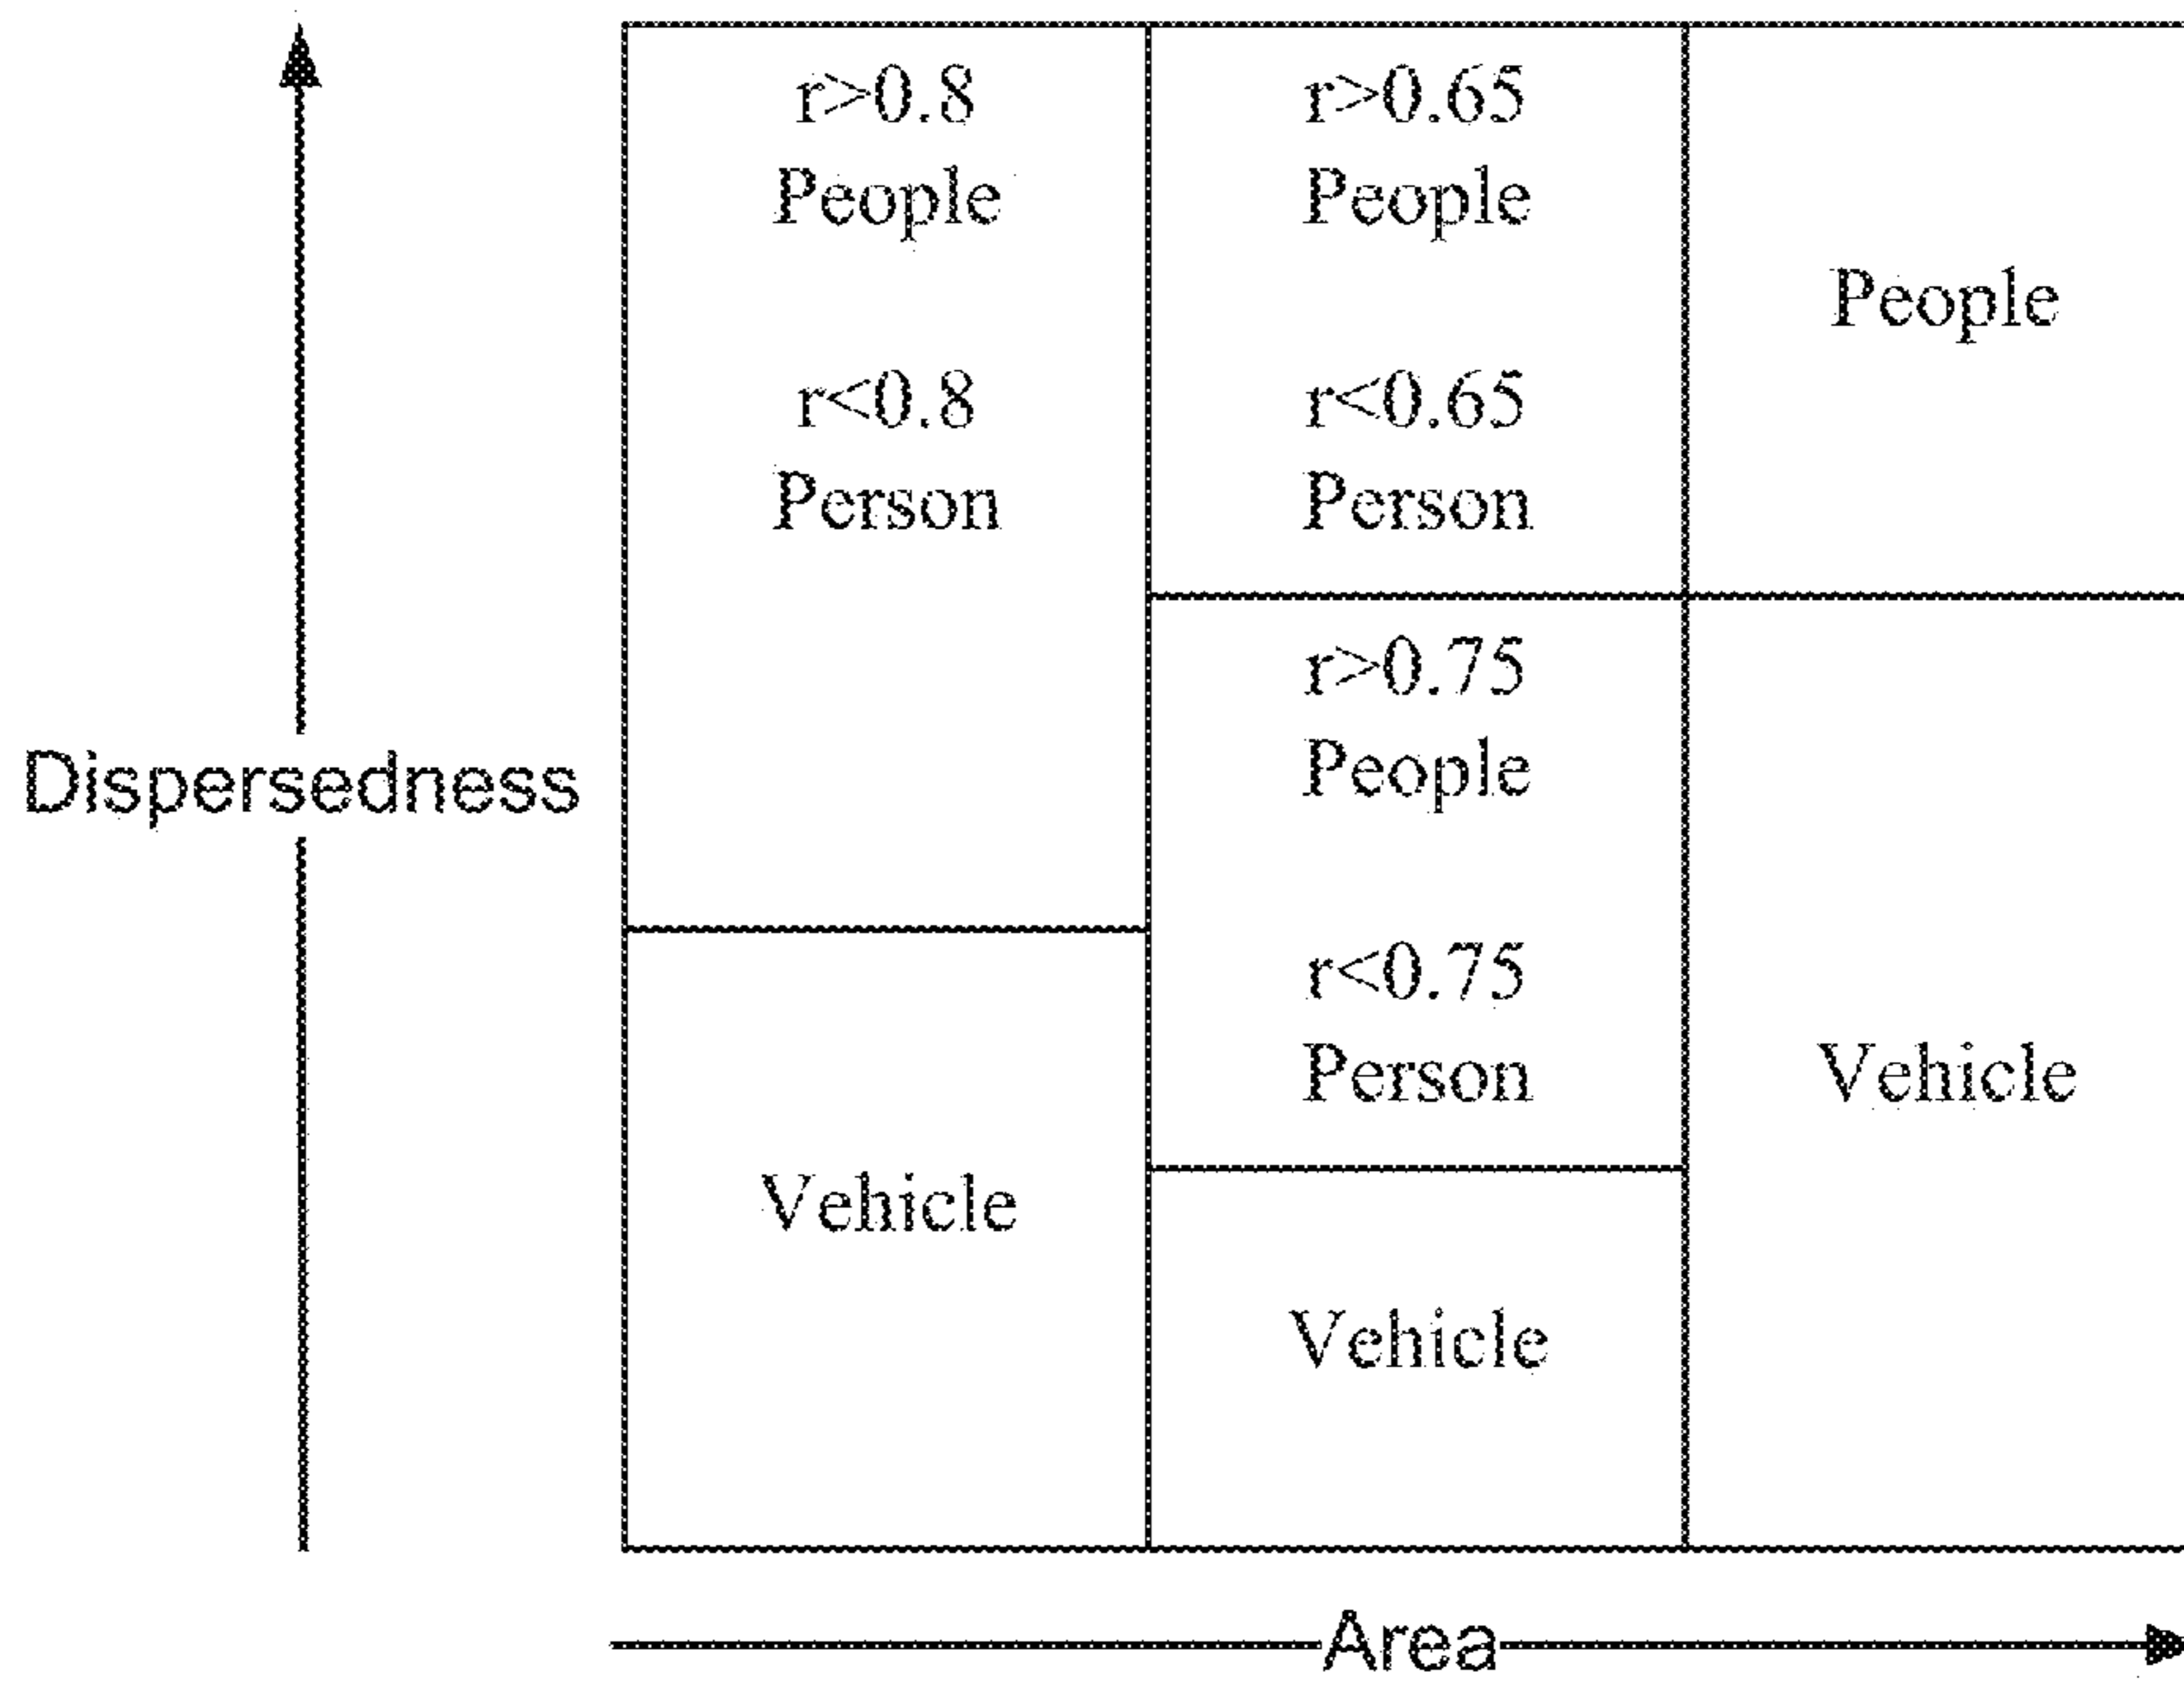 r>0.8
People
r<0.8
Person
Vehicle
r>0.65
People
r<0.65
Person
r>0.75
People
r<0.75
Person
Vehicle
People
Vehicle
Dispersedness
Area